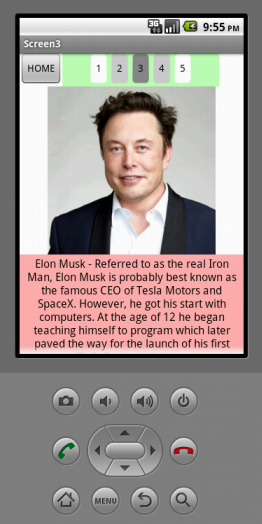 3G
9:55 PM
Screen3
HOME 1 2 3 4 5
Elon Musk - Referred to as the real Iron
Man, Elon Musk is probably best known as
the famous CEO of Tesla Motors and
SpaceX. However, he got his start with
computers. At the age of 12 he began
teaching himself to program which later
paved the way for the launch of his first
MENU